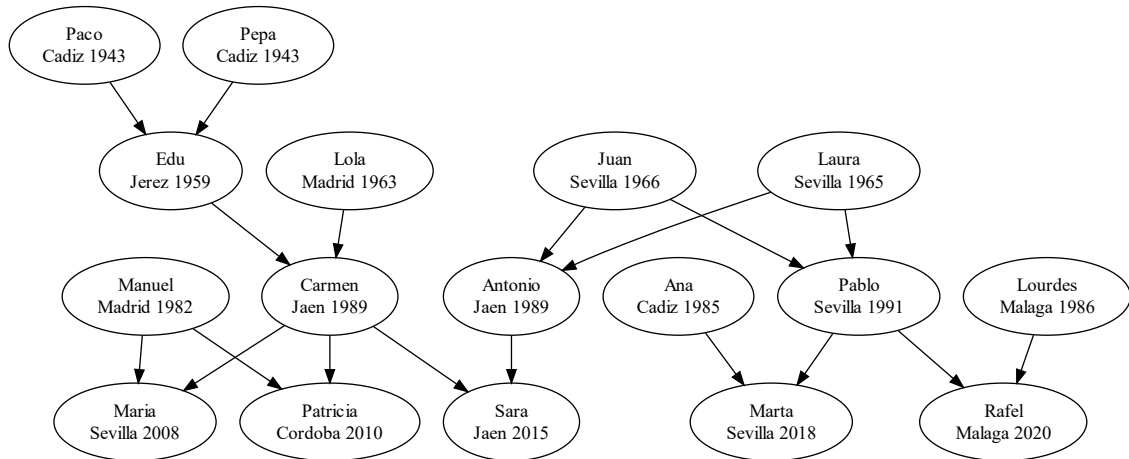 Paco
Cadiz 1943
Pepa
Cadiz 1943
Edu
Jerez 1959
Lola
Madrid 1963
Juan
Sevilla 1966
Laura
Sevilla 1965
Manuel
Madrid 1982
Carmen
Jaen 1989
Antonio
Jaen 1989
Ana
Cadiz 1985
Pablo
Sevilla 1991
Lourdes
Malaga 1986
Maria
Sevilla 2008
Patricia
Cordoba 2010
Sara
Jaen 2015
Marta
Sevilla 2018
Rafel
Malaga 2020